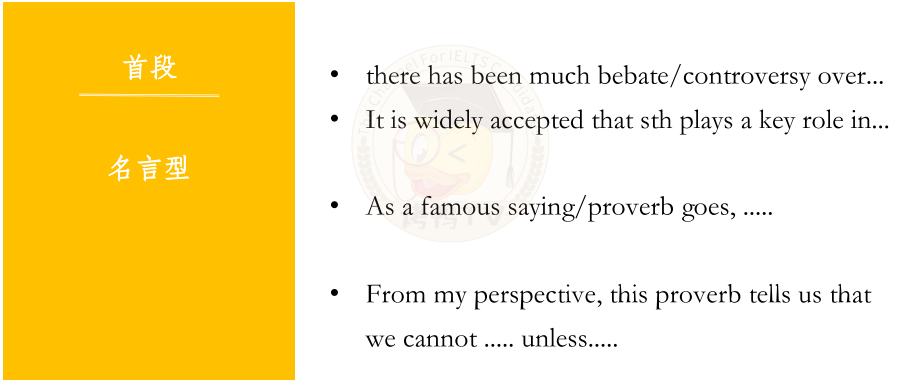 首段
名言型
• there has been much bebate/controversy over...
• It is widely accepted that sth plays a key role in...
• As a famous saying/proverb goes, .....
• From my perspective, this proverb tells us that
we cannot ..... unless.....